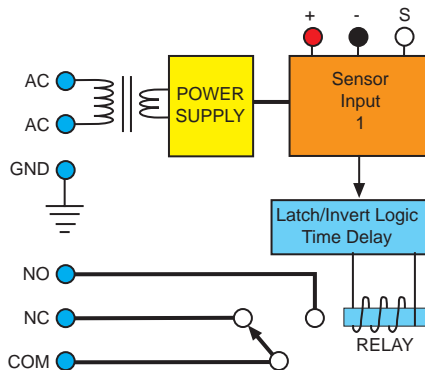 + - S
AC
AC
GND
POWER
SUPPLY
Sensor
Input
1
Latch/Invert Logic
Time Delay
NO
NC
COM
RELAY